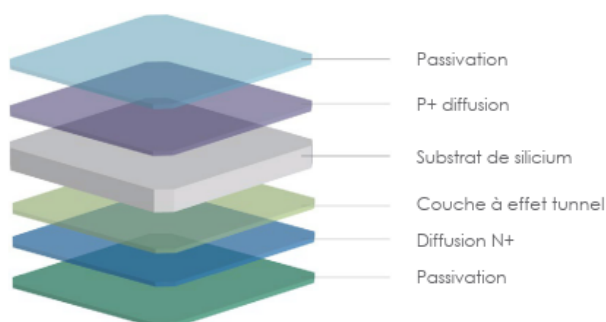 Passivation
P+ diffusion
Substrat de silicium
Couche à effet tunnel
Diffusion N+
Passivation